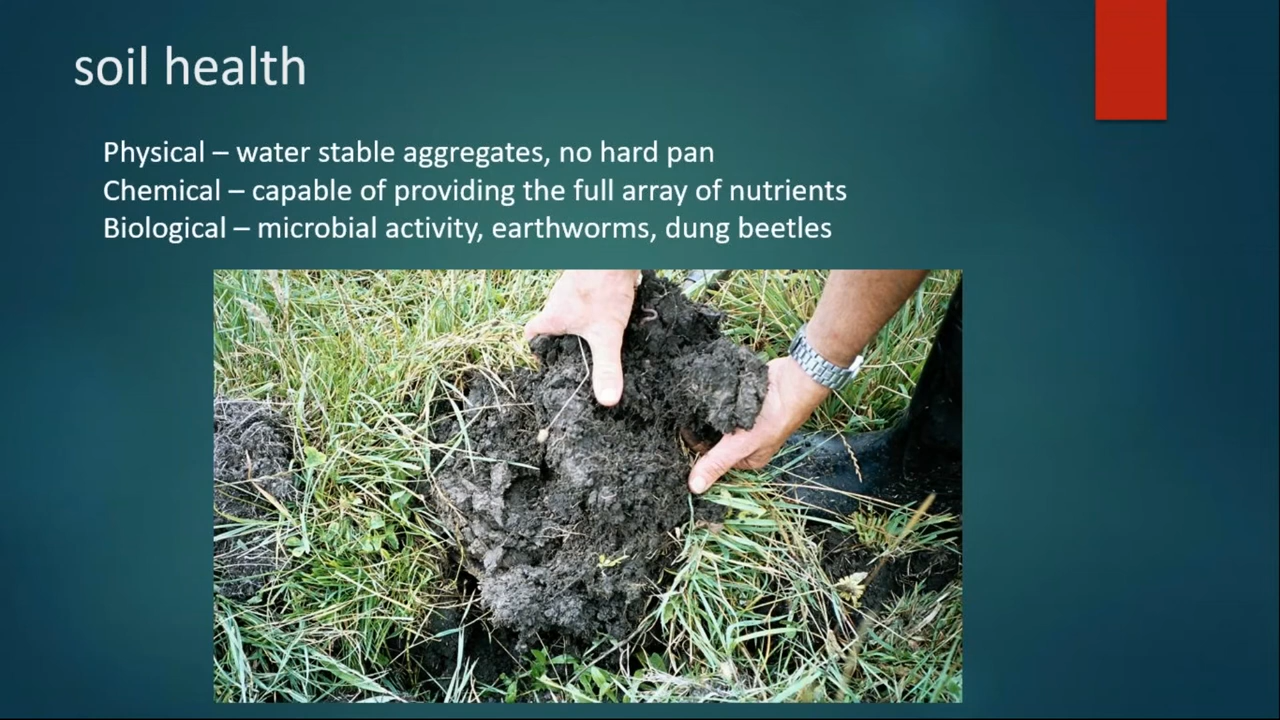 soil health
Physical – water stable aggregates, no hard pan
Chemical – capable of providing the full array of nutrients
Biological – microbial activity, earthworms, dung beetles